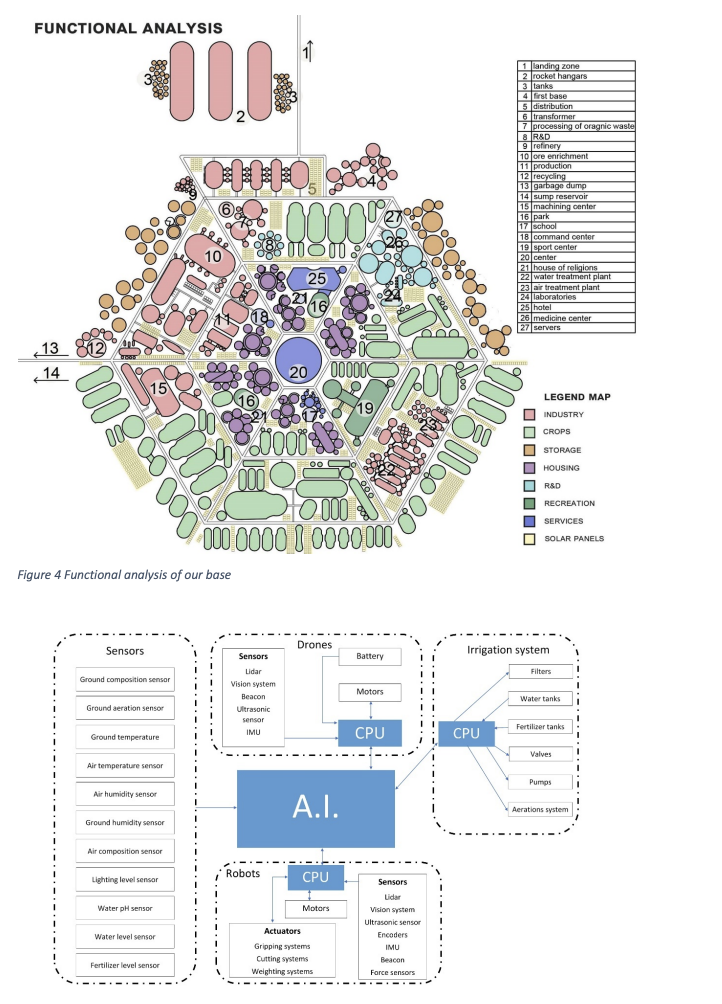 FUNCTIONAL ANALYSIS
1
3
3
2
4
5
9
6
7
8
27
26
10
25
24
21
16
11
18
13
12
14
20
15
16
21
17
19
23
22
1 landing zone
2 rocket hangars
3 tanks
4 first base
5 distribution
6 transformer
7 processing of oragnic waste
8 R&D
9 refinery
10 ore enrichment
11 production
12 recycling
13 garbage dump
14 sump reservoir
15 machining center
16 park
17 school
18 command center
19 sport center
20 center
21 house of religions
22 water treatment plant
23 air treatment plant
24 laboratories
25 hotel
26 medicine center
27 servers
LEGEND MAP
INDUSTRY
CROPS
STORAGE
HOUSING
R&D
RECREATION
SERVICES
SOLAR PANELS
Figure 4 Functional analysis of our base
Sensors
Ground composition sensor
Ground aeration sensor
Ground temperature
Air temperature sensor
Air humidity sensor
Ground humidity sensor
Air composition sensor
Lighting level sensor
Water pH sensor
Water level sensor
Fertilizer level sensor
Drones
Sensors
Lidar
Vision system
Beacon
Ultrasonic
sensor
IMU
Battery
Motors
CPU
Irrigation system
CPU
Filters
Water tanks
Fertilizer tanks
Valves
Pumps
Aerations system
A.I.
Robots
CPU
Motors
Actuators
Gripping systems
Cutting systems
Weighting systems
Sensors
Lidar
Vision system
Ultrasonic sensor
Encoders
IMU
Beacon
Force sensors